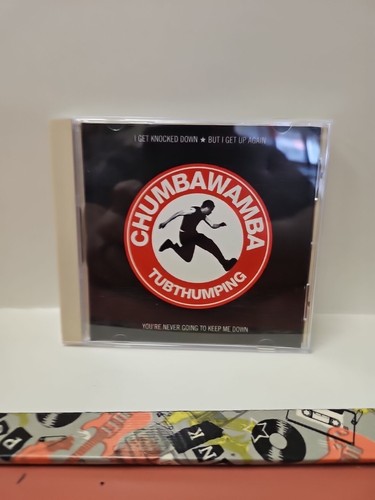 I GET KNOCKED DOWN ★ BUT I GET UP AGAIN
CHUMBAWAMBA
TUBTHUMPING
YOU'RE NEVER GOING TO KEEP ME DOWN